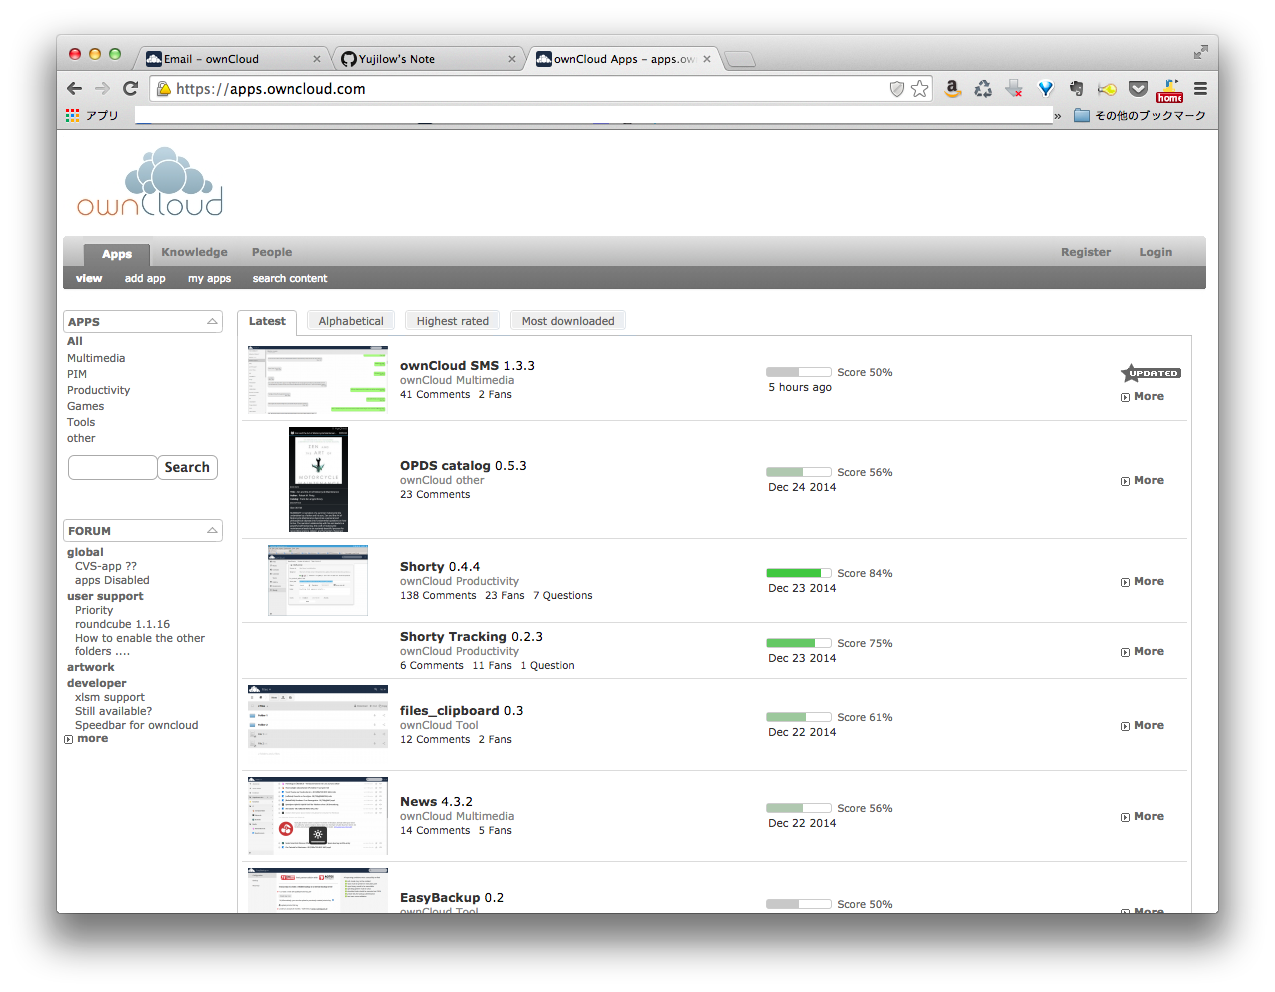 Email – ownCloud
Yujilow's Note
ownCloud Apps – apps.ow
https://apps.owncloud.com
home
アプリ
»
その他のブックマーク
ownCloud
Apps
Knowledge
People
Register
Login
view
add app
my apps
search content
APPS
All
Multimedia
PIM
Productivity
Games
Tools
other
Search
FORUM
global
CVS-app ??
apps Disabled
user support
Priority
roundcube 1.1.16
How to enable the other
folders ....
artwork
developer
xlsm support
Still available?
Speedbar for owncloud
more
Latest
Alphabetical
Highest rated
Most downloaded
ownCloud SMS 1.3.3
ownCloud Multimedia
41 Comments 2 Fans
Score 50%
5 hours ago
UPDATED
More
OPDS catalog 0.5.3
ownCloud other
23 Comments
Score 56%
Dec 24 2014
More
Shorty 0.4.4
ownCloud Productivity
138 Comments 23 Fans 7 Questions
Score 84%
Dec 23 2014
More
Shorty Tracking 0.2.3
ownCloud Productivity
6 Comments 11 Fans 1 Question
Score 75%
Dec 23 2014
More
files_clipboard 0.3
ownCloud Tool
12 Comments 2 Fans
Score 61%
Dec 22 2014
More
News 4.3.2
ownCloud Multimedia
14 Comments 5 Fans
Score 56%
Dec 22 2014
More
EasyBackup 0.2
ownCloud Tool
Score 50%
More